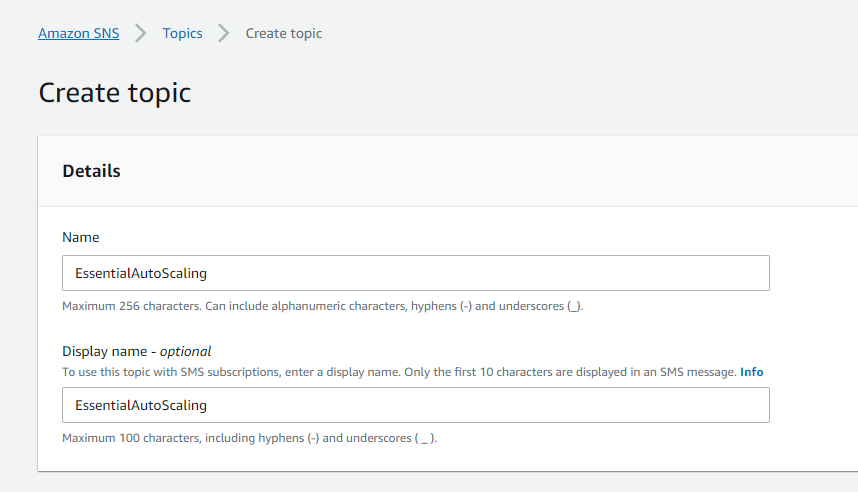 Amazon SNS > Topics > Create topic
Create topic
Details
Name
EssentialAutoScaling
Maximum 256 characters. Can include alphanumeric characters, hyphens (-) and underscores (_).
Display name - optional
To use this topic with SMS subscriptions, enter a display name. Only the first 10 characters are displayed in an SMS message. Info
EssentialAutoScaling
Maximum 100 characters, including hyphens (-) and underscores ( _ ).